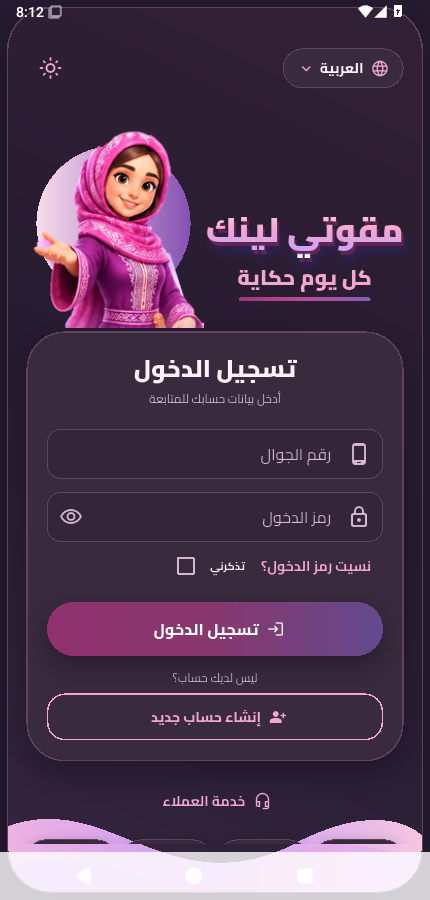 8:12
العربية
مقوتي لينك
كل يوم حكاية
تسجيل الدخول
أدخل بيانات حسابك للمتابعة
رقم الجوال
رمز الدخول
نسيت رمز الدخول؟ تذكرني
تسجيل الدخول
ليس لديك حساب؟
إنشاء حساب جديد
خدمة العملاء